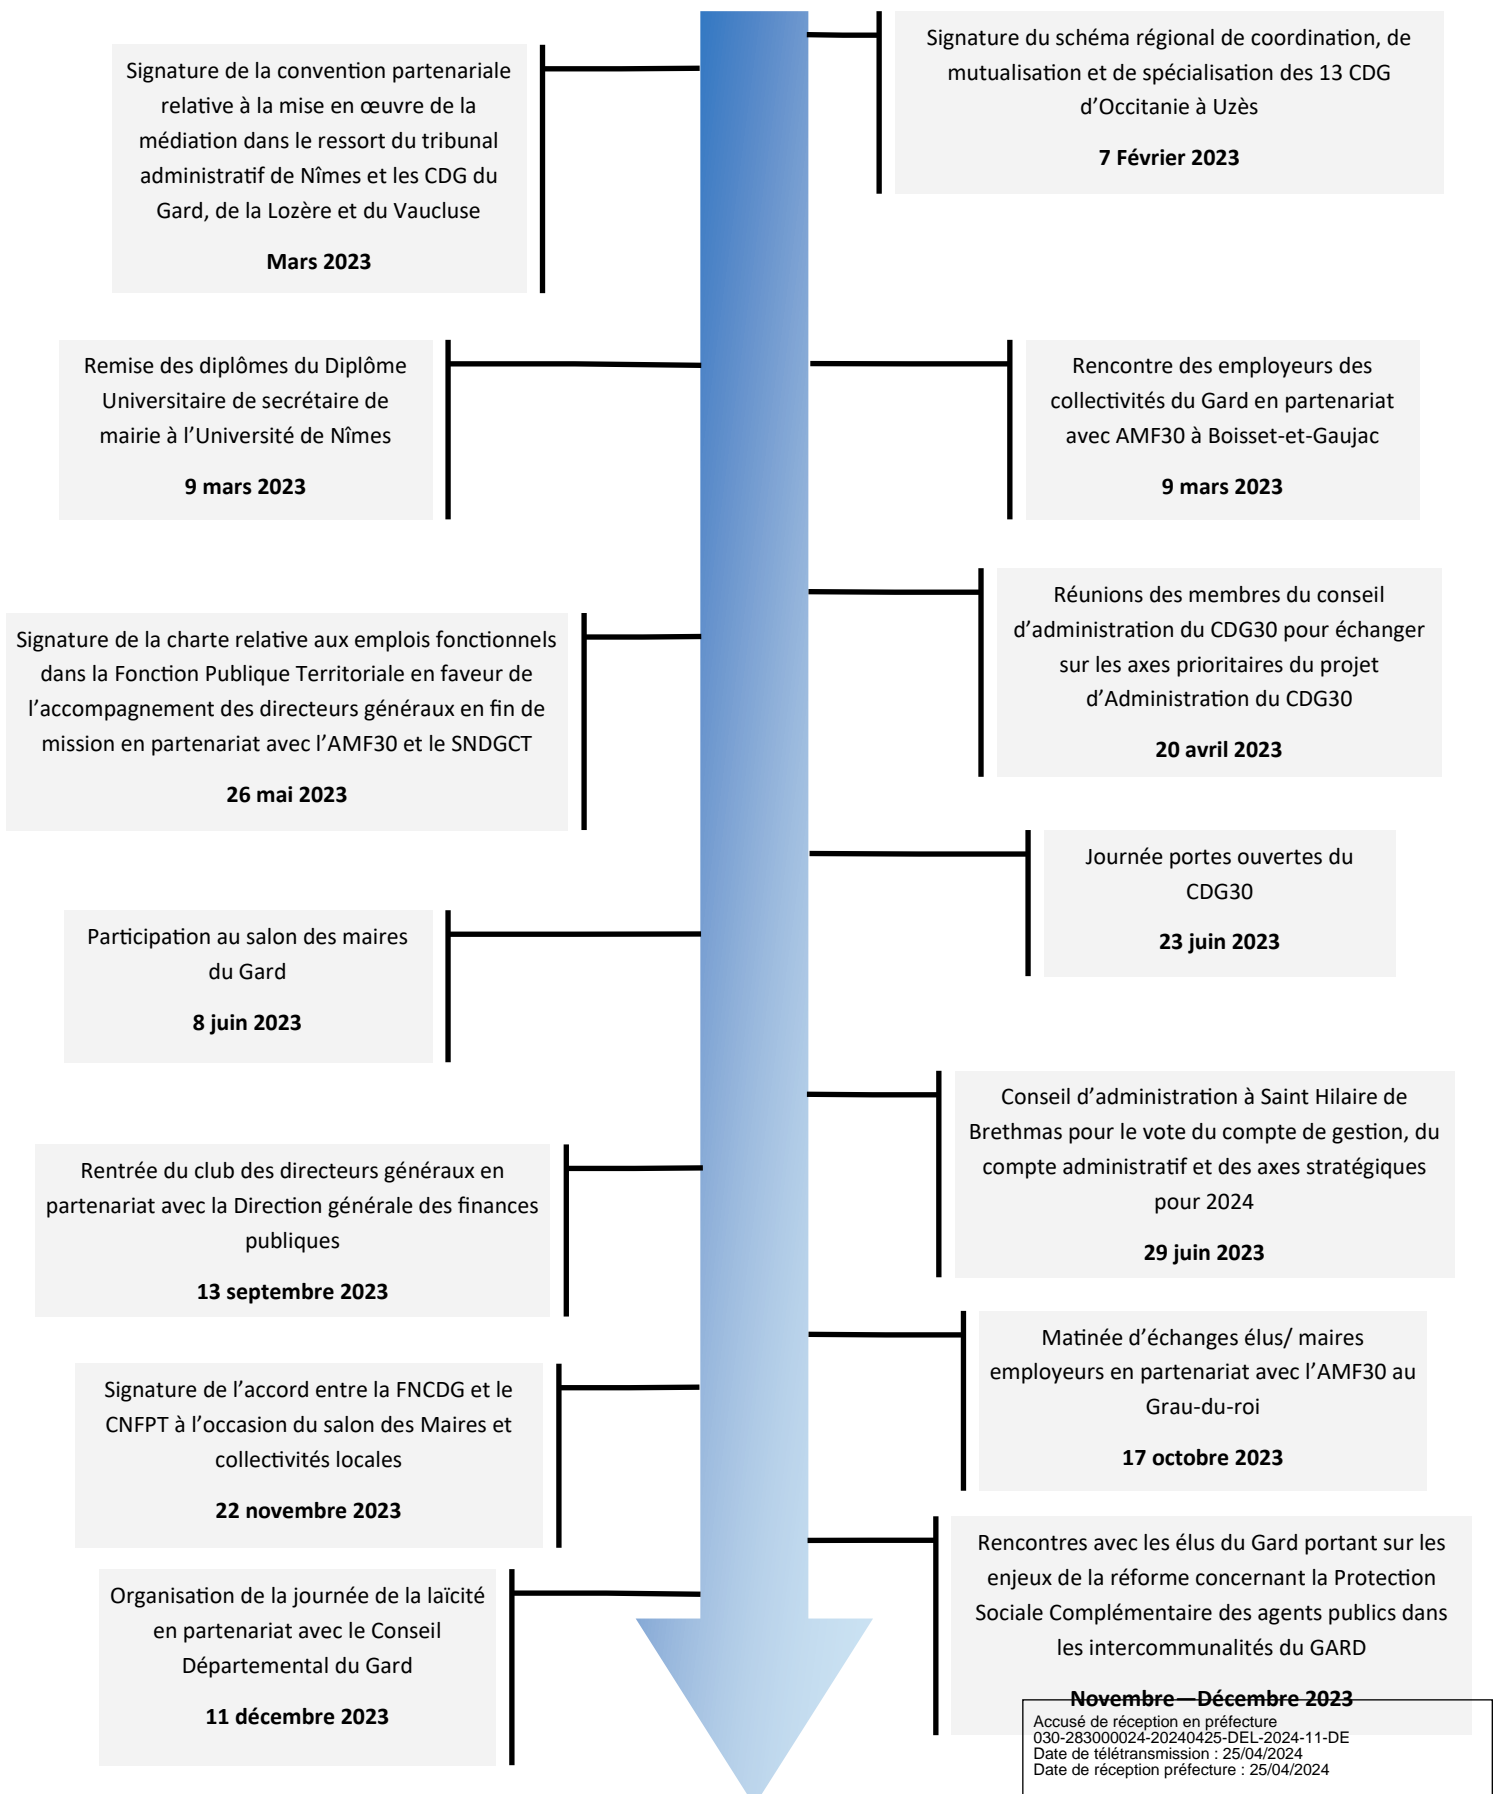 Signature du schéma régional de coordination, de
mutualisation et de spécialisation des 13 CDG
d'Occitanie à Uzès
7 Février 2023
Signature de la convention partenariale
relative à la mise en œuvre de la
médiation dans le ressort du tribunal
administratif de Nîmes et les CDG du
Gard, de la Lozère et du Vaucluse
Mars 2023
Remise des diplômes du Diplôme
Universitaire de secrétaire de
mairie à l'Université de Nîmes
9 mars 2023
Rencontre des employeurs des
collectivités du Gard en partenariat
avec AMF30 à Boisset-et-Gaujac
9 mars 2023
Réunions des membres du conseil
d'administration du CDG30 pour échanger
sur les axes prioritaires du projet
d'Administration du CDG30
20 avril 2023
Signature de la charte relative aux emplois fonctionnels
dans la Fonction Publique Territoriale en faveur de
l'accompagnement des directeurs généraux en fin de
mission en partenariat avec l'AMF30 et le SNDGCT
26 mai 2023
Journée portes ouvertes du
CDG30
23 juin 2023
Participation au salon des maires
du Gard
8 juin 2023
Conseil d'administration à Saint Hilaire de
Brethmas pour le vote du compte de gestion, du
compte administratif et des axes stratégiques
pour 2024
29 juin 2023
Rentrée du club des directeurs généraux en
partenariat avec la Direction générale des finances
publiques
13 septembre 2023
Matinée d'échanges élus/ maires
employeurs en partenariat avec l'AMF30 au
Grau-du-roi
17 octobre 2023
Signature de l'accord entre la FNCDG et le
CNFPT à l'occasion du salon des Maires et
collectivités locales
22 novembre 2023
Rencontres avec les élus du Gard portant sur les
enjeux de la réforme concernant la Protection
Sociale Complémentaire des agents publics dans
les intercommunalités du GARD
Novembre—Décembre 2023
Organisation de la journée de la laïcité
en partenariat avec le Conseil
Départemental du Gard
11 décembre 2023
Accusé de réception en préfecture
030-283000024-20240425-DEL-2024-11-DE
Date de télétransmission : 25/04/2024
Date de réception préfecture : 25/04/2024